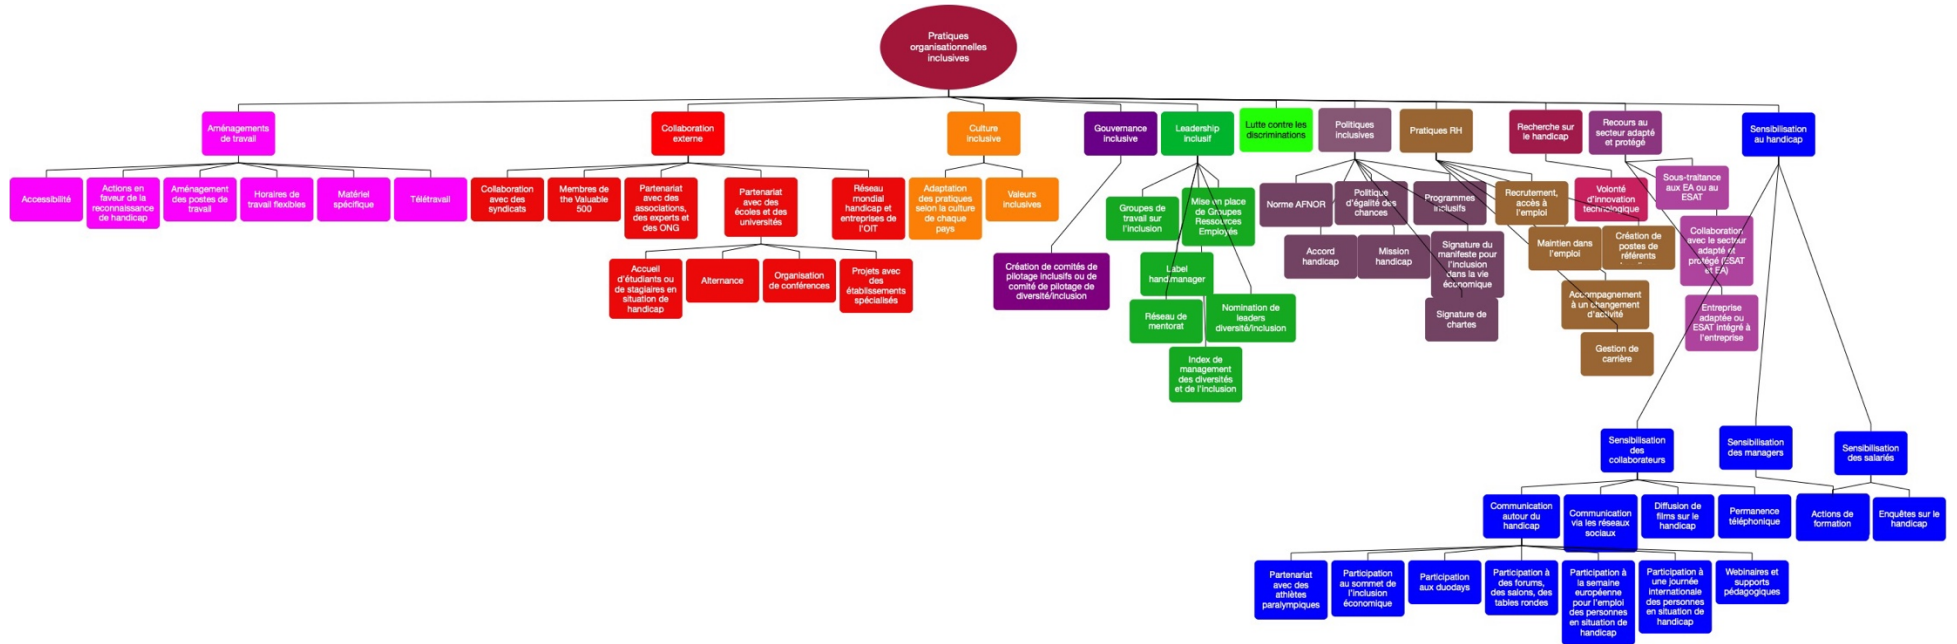 Pratiques
organisationnelles
inclusives
Aménagements
de travail
Collaboration
externe
Culture
inclusive
Gouvernance
inclusive
Leadership
inclusif
Lutte contre les
discriminations
Politiques
inclusives
Pratiques RH
Recherche sur
le handicap
Recours au
secteur adapté
et protégé
Sensibilisation
au handicap
Accessibilité
Actions en
faveur de la
reconnaissance
de handicap
Aménagement
des postes de
travail
Horaires de
travail flexibles
Matériel
spécifique
Télétravail
Collaboration
avec des
syndicats
Membres de
the Valuable
500
Partenariat
avec des
associations,
des experts et
des ONG
Partenariat
avec des
écoles et des
universités
Réseau
mondial
handicap et
entreprises de
l'OIT
Adaptation
des pratiques
selon la culture
de chaque
pays
Valeurs
inclusives
Groupes de
travail sur
l'inclusion
Mise en place
de Groupes
Ressources
Employés
Norme AFNOR
Politique
d'égalité des
chances
Programmes
inclusifs
Recrutement,
accès à
l'emploi
Volonté
d'innovation
technologique
Sous-traitance
aux EA ou au
ESAT
Accueil
d'étudiants ou
de stagiaires en
situation de
handicap
Alternance
Organisation
de conférences
Projets avec
des
établissements
spécialisés
Création de comités de
pilotage inclusifs ou de
comité de pilotage de
diversité/inclusion
Label
handimanager
Accord
handicap
Mission
handicap
Signature du
manifeste pour
l'inclusion
dans la vie
économique
Maintien dans
l'emploi
Création de
postes de
référents
Collaboration
avec le secteur
adapté et
protégé (ESAT
et EA)
Réseau de
mentorat
Nomination de
leaders
diversité/inclusion
Signature de
chartes
Accompagnement
à un changement
d'activité
Entreprise
adaptée ou
ESAT intégré à
l'entreprise
Index de
management
des diversités
et de l'inclusion
Gestion de
carrière
Sensibilisation
des
collaborateurs
Sensibilisation
des managers
Sensibilisation
des salariés
Communication
autour du
handicap
Communication
via les réseaux
sociaux
Diffusion de
films sur le
handicap
Permanence
téléphonique
Actions de
formation
Enquêtes sur le
handicap
Partenariat
avec des
athlètes
paralympiques
Participation
au sommet de
l'inclusion
économique
Participation
aux duodays
Participation à
des forums,
des salons, des
tables rondes
Participation à
la semaine
européenne
pour l'emploi
des personnes
en situation de
handicap
Participation à
une journée
internationale
des personnes
en situation de
handicap
Webinaires et
supports
pédagogiques